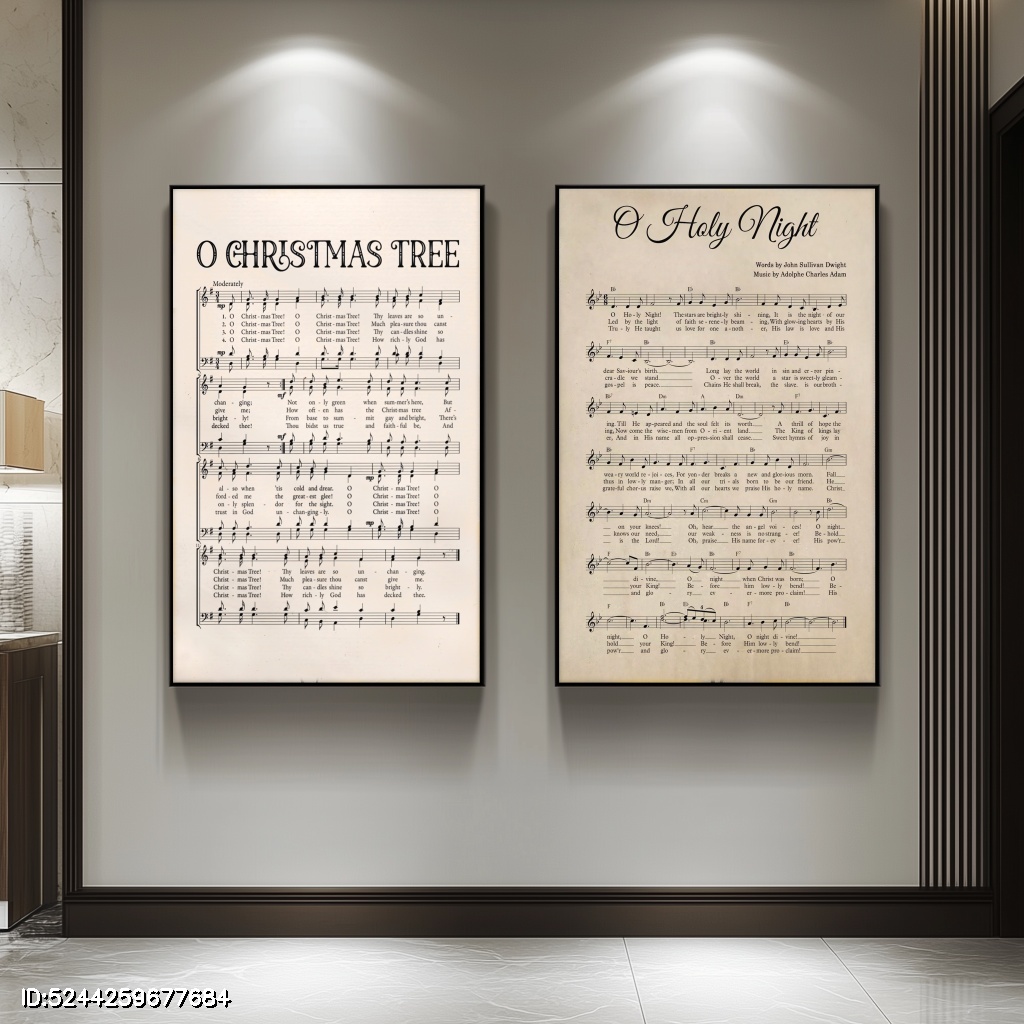 O CHRISTMAS TREE
Moderately
mp
1. O Christ - mas Tree! O Christ - mas Tree! Thy leaves are so un -
2. O Christ - mas Tree! O Christ - mas Tree! Much plea - sure thou canst
3. O Christ - mas Tree! O Christ - mas Tree! Thy can - dles shine so
4. O Christ - mas Tree! O Christ - mas Tree! How rich - ly God has
mp
mf
chan - ging; Not on - ly green when sum - mer's here, But
give me; How oft - en has the Christ-mas tree Af -
bright - ly! From base to sum - mit gay and bright, There's
decked thee! Thou bidst us true and faith - ful be, And
mf
al - so when 'tis cold and drear. O Christ - mas Tree! O
ford - ed me the great - est glee! O Christ - mas Tree! O
on - ly splen - dor for the sight. O Christ - mas Tree! O
trust in God un - chan - ging - ly. O Christ - mas Tree! O
mp
Christ - mas Tree! Thy leaves are so un - chan - ging.
Christ - mas Tree! Much plea - sure thou canst give me.
Christ - mas Tree! Thy can - dles shine so bright - ly.
Christ - mas Tree! How rich - ly God has decked thee.
O Holy Night
Words by John Sullivan Dwight
Music by Adolphe Charles Adam
O Ho - ly Night! The stars are bright-ly shi - ning, It is the night of our
Led by the light of faith se - rene-ly beam - ing, With glow-ing hearts by His
Tru - ly He taught us love for one a-noth - er, His law is love and His
dear Sav-iour's birth. Long lay the world in sin and er - ror pin -
cra - dle we stand. O - ver the world a star is sweet-ly gleam -
gos - pel is peace. Chains He shall break, the slave is our broth -
ing. Till He ap-peared and the soul felt its worth. A thrill of hope the
ing, Now come the wise-men from O - ri - ent land. The King of kings lay
er, And in His name all op - pres-sion shall cease. Sweet hymns of joy in
wea - ry world re - joi - ces, For yon - der breaks a new and glo-rious morn. Fall
thus in low - ly man - ger; In all our tri - als born to be our friend. He
grate-ful chor-us raise we, With all our hearts we praise His ho - ly name. Christ
on your knees! Oh, hear the an - gel voi - ces! O night
knows our need, our weak - ness is no strang - er! Be - hold
is the Lord! Oh, praise His name for - ev - er! His pow'r
di - vine, O night when Christ was born; O
your King! Be - fore him low - ly bend! Be -
and glo - ry ev - er - more pro - claim! His
night, O Ho - ly Night, O night di - vine!
hold your King! Be - fore Him low - ly bend!
pow'r and glo - ry ev - er - more pro - claim!
ID:5244259677684